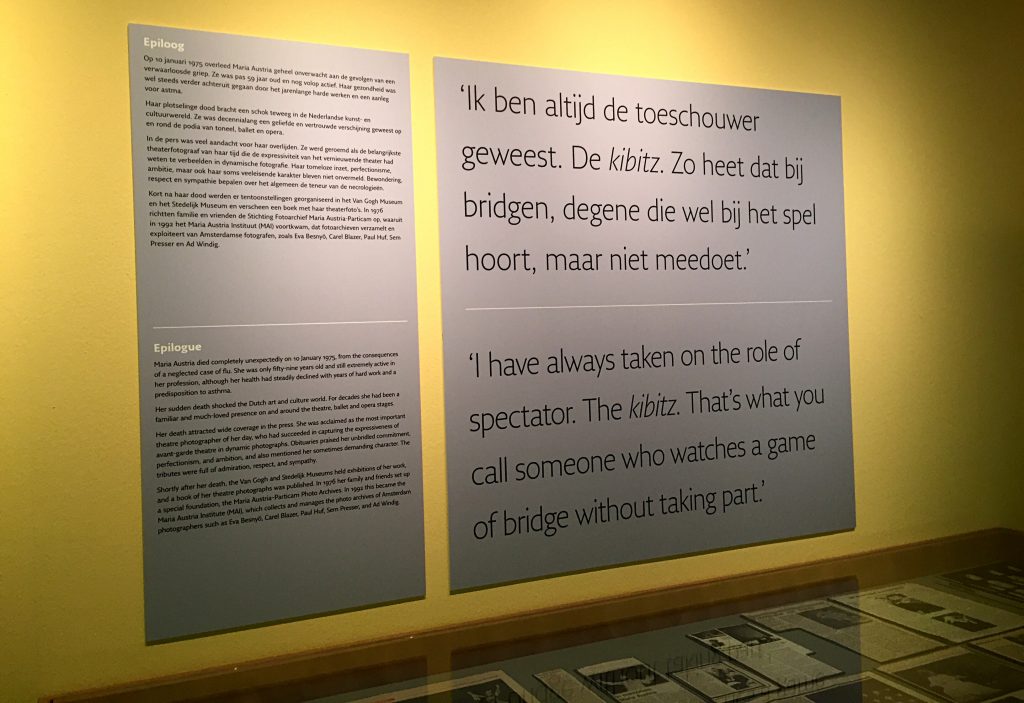 Epiloog
Op 10 januari 1975 overleed Maria Austria geheel onverwacht aan de gevolgen van een
verwaarloosde griep. Ze was pas 59 jaar oud en nog volop actief. Haar gezondheid was
wel steeds verder achteruit gegaan door het jarenlange harde werken en een aanleg
voor astma.
Haar plotselinge dood bracht een schok teweeg in de Nederlandse kunst- en
cultuurwereld. Ze was decennialang een geliefde en vertrouwde verschijning geweest op
en rond de podia van toneel, ballet en opera.
In de pers was veel aandacht voor haar overlijden. Ze werd geroemd als de belangrijkste
theaterfotograaf van haar tijd die de expressiviteit van het vernieuwende theater had
weten te verbeelden in dynamische fotografie. Haar tomeloze inzet, perfectionisme,
ambitie, maar ook haar soms veeleisende karakter bleven niet onvermeld. Bewondering,
respect en sympathie bepalen over het algemeen de teneur van de necrologieën.
Kort na haar dood werden er tentoonstellingen georganiseerd in het Van Gogh Museum
en het Stedelijk Museum en verscheen een boek met haar theaterfoto's. In 1976
richtten familie en vrienden de Stichting Fotoarchief Maria Austria-Particam op, waaruit
in 1992 het Maria Austria Instituut (MAI) voortkwam, dat fotoarchieven verzamelt en
exploiteert van Amsterdamse fotografen, zoals Eva Besnyö, Carel Blazer, Paul Huf, Sem
Presser en Ad Windig.
Epilogue
Maria Austria died completely unexpectedly on 10 January 1975, from the consequences
of a neglected case of flu. She was only fifty-nine years old and still extremely active in
her profession, although her health had steadily declined with years of hard work and a
predisposition to asthma.
Her sudden death shocked the Dutch art and culture world. For decades she had been a
familiar and much-loved presence on and around the theatre, ballet and opera stages.
Her death attracted wide coverage in the press. She was acclaimed as the most important
theatre photographer of her day, who had succeeded in capturing the expressiveness of
avant-garde theatre in dynamic photographs. Obituaries praised her unbridled commitment,
perfectionism, and ambition, and also mentioned her sometimes demanding character. The
tributes were full of admiration, respect, and sympathy.
Shortly after her death, the Van Gogh and Stedelijk Museums held exhibitions of her work,
and a book of her theatre photographs was published. In 1976 her family and friends set up
a special foundation, the Maria Austria-Particam Photo Archives. In 1992 this became the
Maria Austria Institute (MAI), which collects and manages the photo archives of Amsterdam
photographers such as Eva Besnyö, Carel Blazer, Paul Huf, Sem Presser, and Ad Windig.
‘Ik ben altijd de toeschouwer
geweest. De kibitz. Zo heet dat bij
bridgen, degene die wel bij het spel
hoort, maar niet meedoet.’
‘I have always taken on the role of
spectator. The kibitz. That’s what you
call someone who watches a game
of bridge without taking part.’